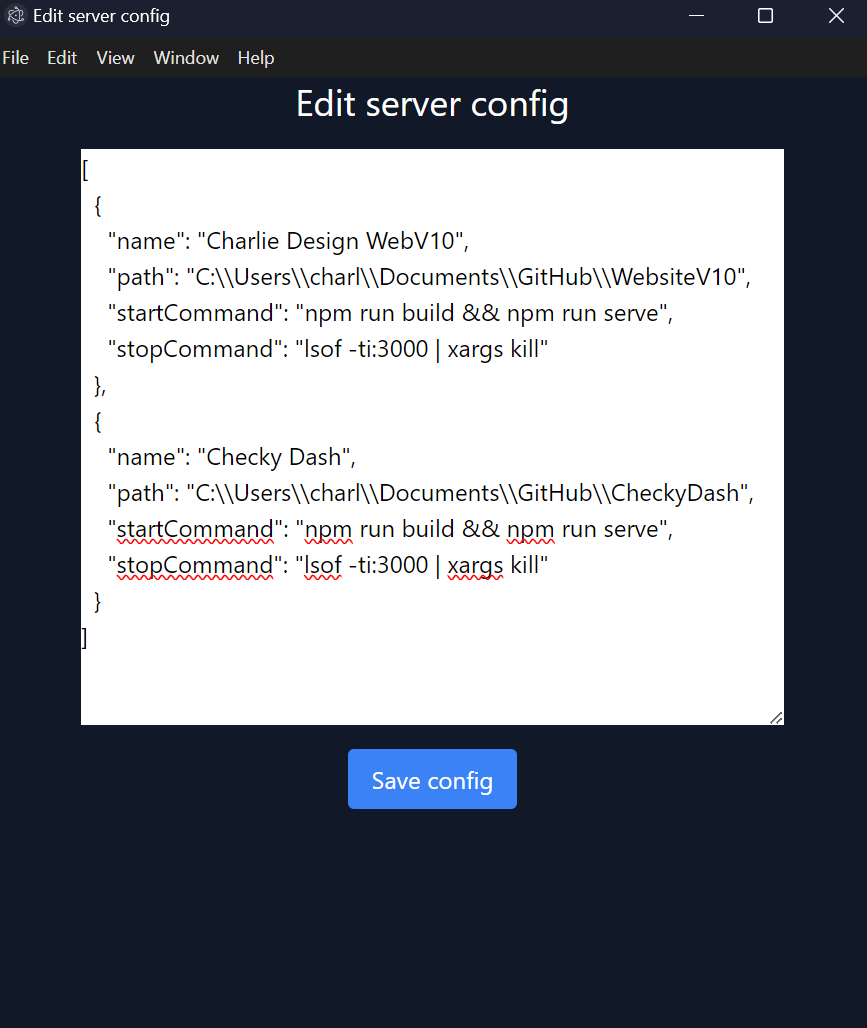 Edit server config
File Edit View Window Help
Edit server config
[
{
"name": "Charlie Design WebV10",
"path": "C:\\Users\\charl\\Documents\\GitHub\\WebsiteV10",
"startCommand": "npm run build && npm run serve",
"stopCommand": "lsof -ti:3000 | xargs kill"
},
{
"name": "Checky Dash",
"path": "C:\\Users\\charl\\Documents\\GitHub\\CheckyDash",
"startCommand": "npm run build && npm run serve",
"stopCommand": "lsof -ti:3000 | xargs kill"
}
]
Save config